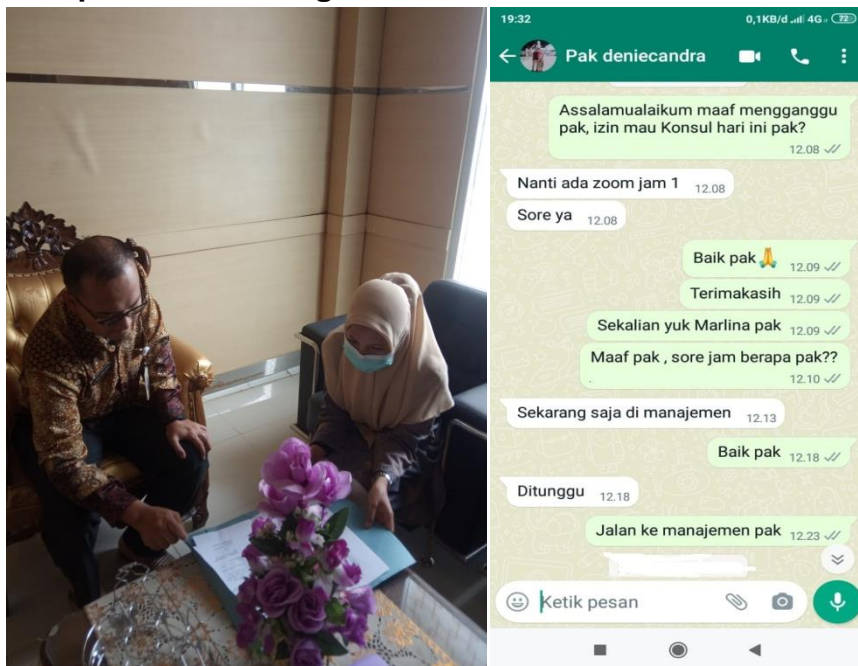 19:32
0,1KB/d 4G 72
Pak deniecandra
Assalamualaikum maaf mengganggu
pak, izin mau Konsul hari ini pak?
12.08
Nanti ada zoom jam 1 12.08
Sore ya 12.08
Baik pak🙏 12.09
Terimakasih 12.09
Sekalian yuk Marlina pak 12.09
Maaf pak , sore jam berapa pak??
12.10
Sekarang saja di manajemen 12.13
Baik pak 12.18
Ditunggu 12.18
Jalan ke manajemen pak 12.23
Ketik pesan